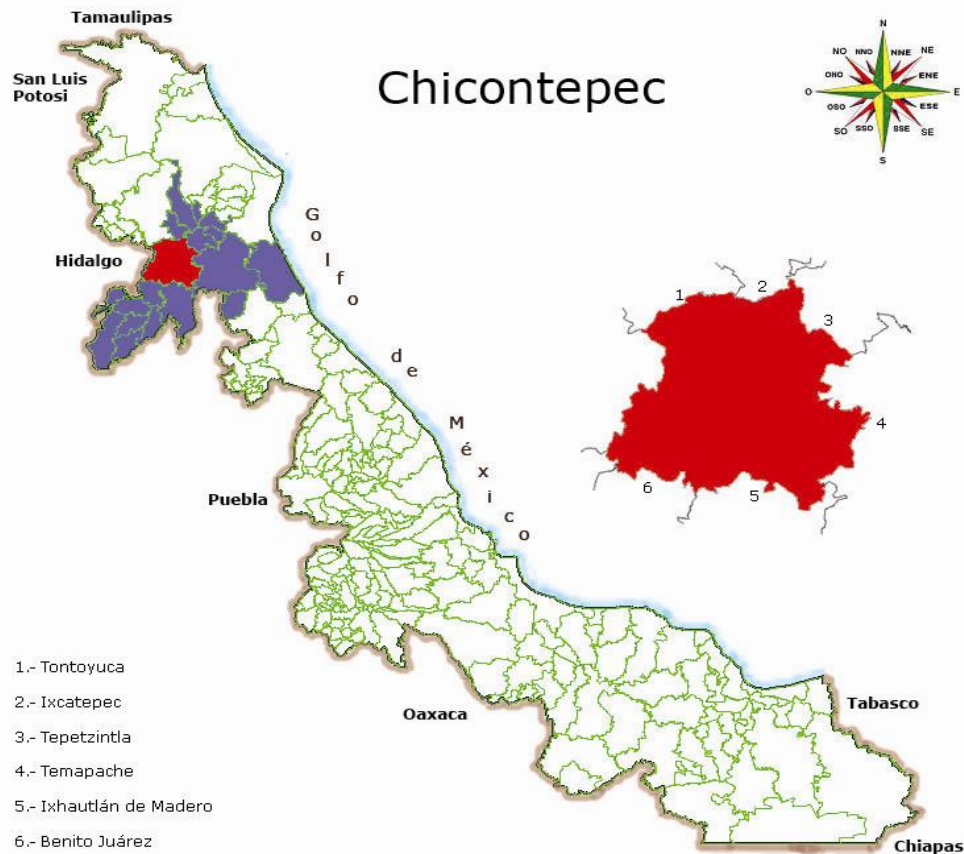 Tamaulipas
San Luis
Potosi
Chicontepec
N
NNO
NNE
NO
NE
ONO
ENE
O
E
OSO
ESE
SO
SSO
SSE
SE
S
Golfo de México
Hidalgo
1
2
3
4
5
6
Puebla
Oaxaca
Tabasco
Chiapas
1.- Tontoyuca
2.- Ixcatepec
3.- Tepetzintla
4.- Temapache
5.- Ixhautlán de Madero
6.- Benito Juárez